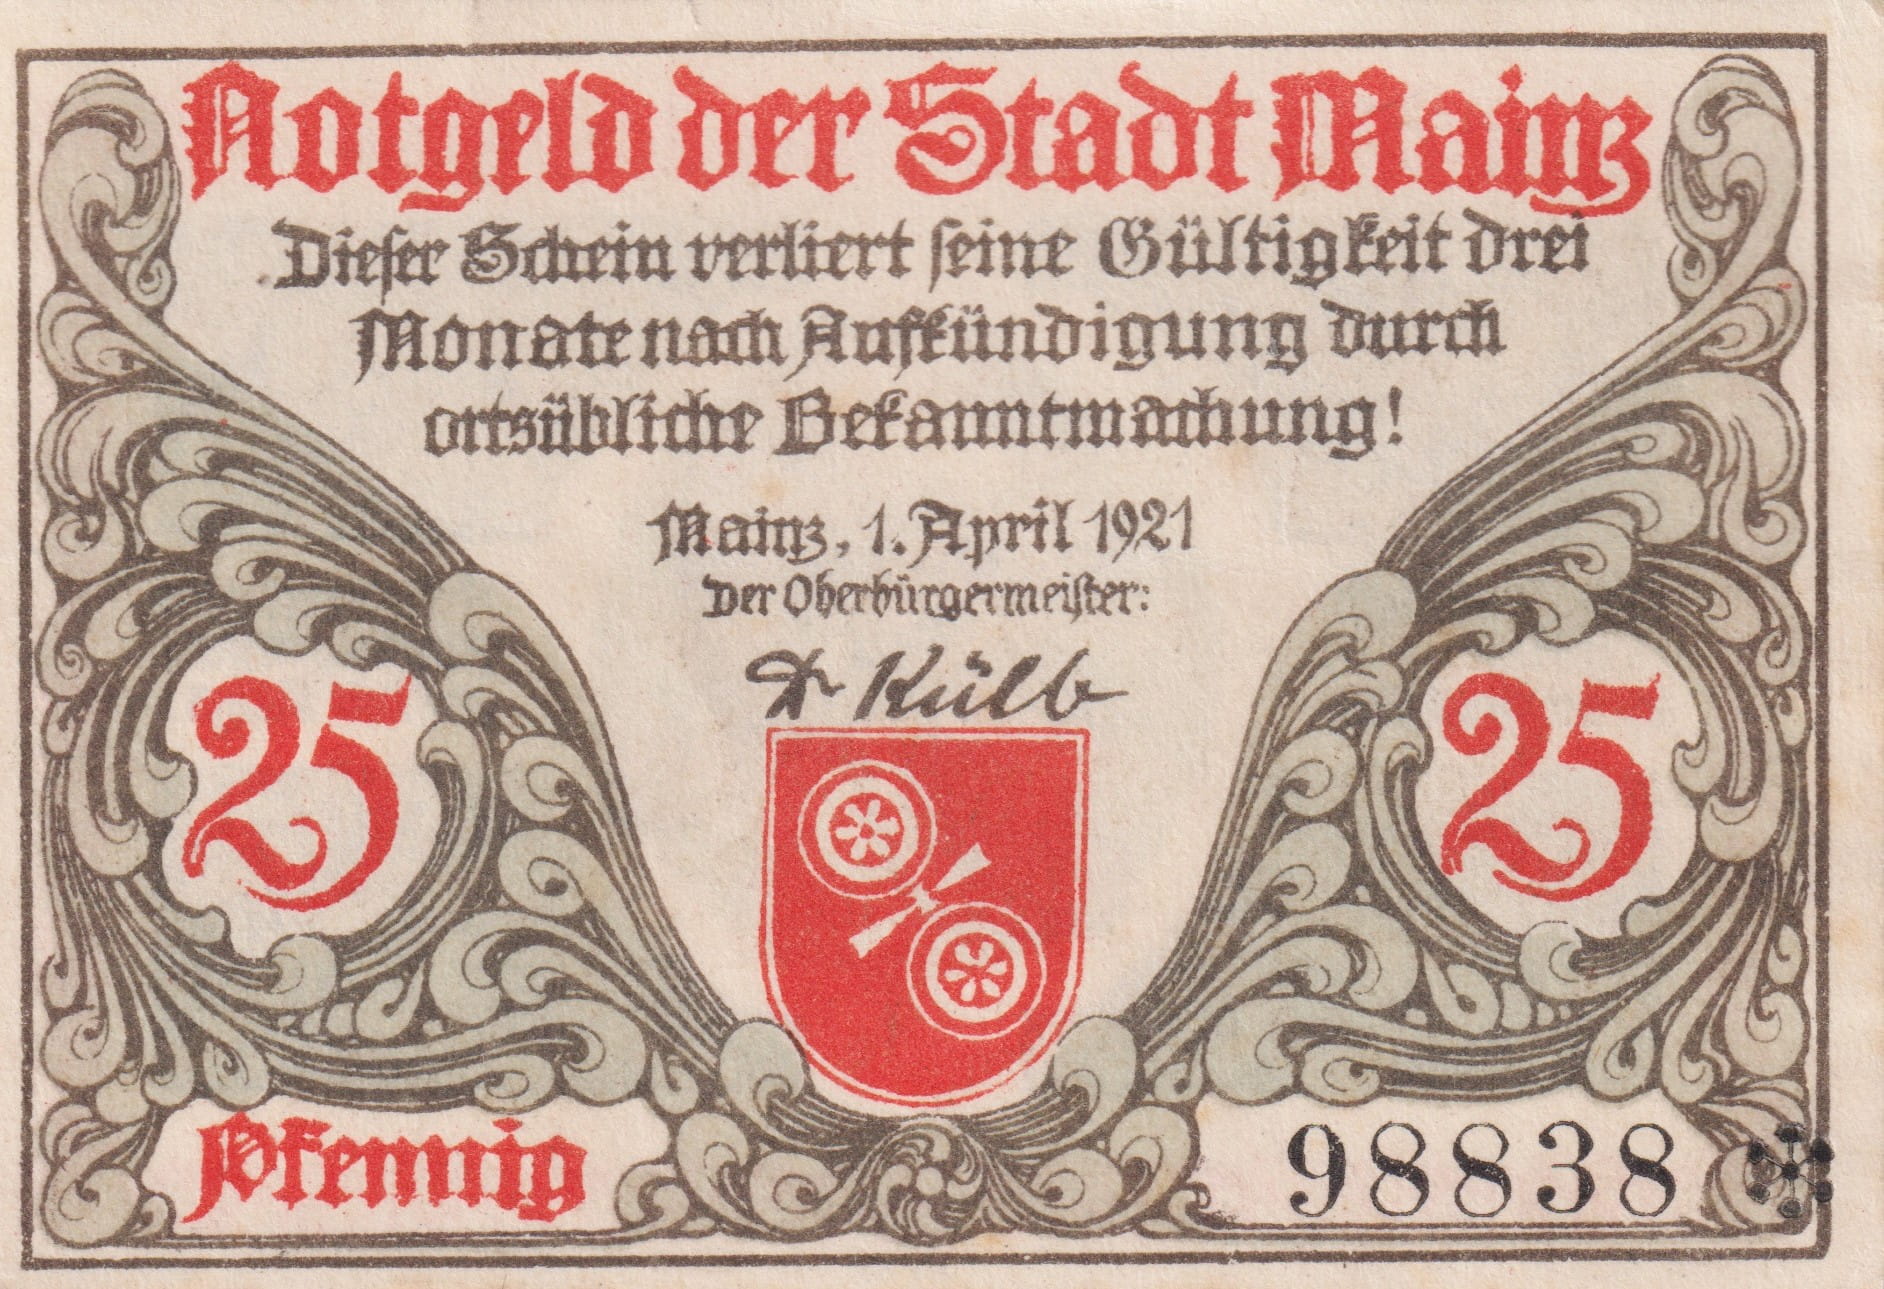 Notgeld der Stadt Mainz
Dieser Schein verliert seine Gültigkeit drei
Monate nach Aufkündigung durch
ortsübliche Bekanntmachung!
Mainz, 1. April 1921
Der Oberbürgermeister:
Dr Külb
25 25
Pfennig 98838